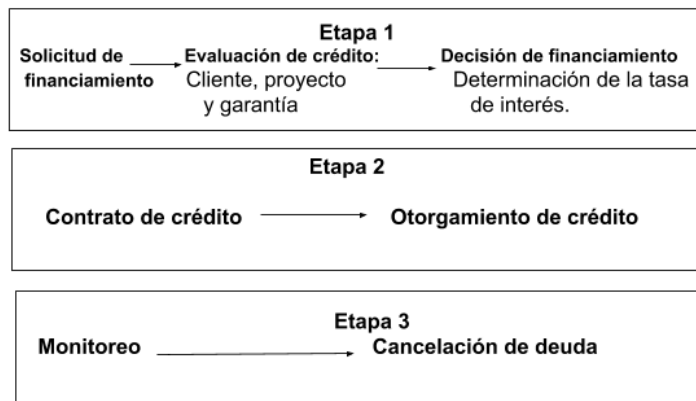 Etapa 1
Solicitud de financiamiento
Evaluación de crédito:
Cliente, proyecto
y garantía
Decisión de financiamiento
Determinación de la tasa
de interés.
Etapa 2
Contrato de crédito
Otorgamiento de crédito
Etapa 3
Monitoreo
Cancelación de deuda